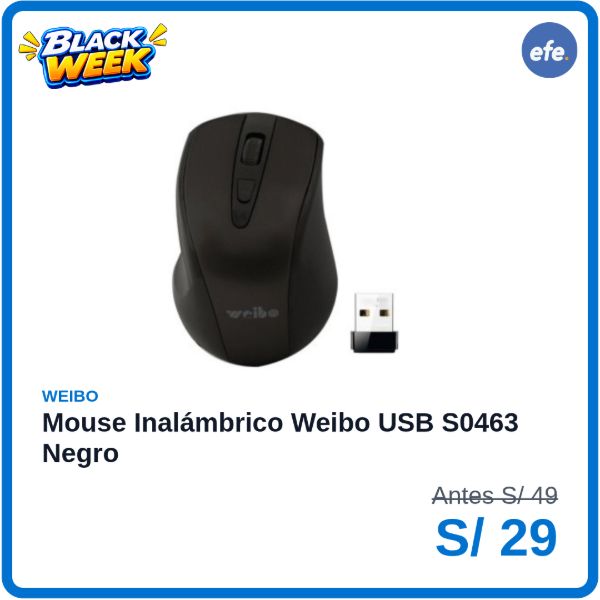 BLACK
WEEK
efe.
weibo
WEIBO
Mouse Inalámbrico Weibo USB S0463
Negro
Antes S/ 49
S/ 29